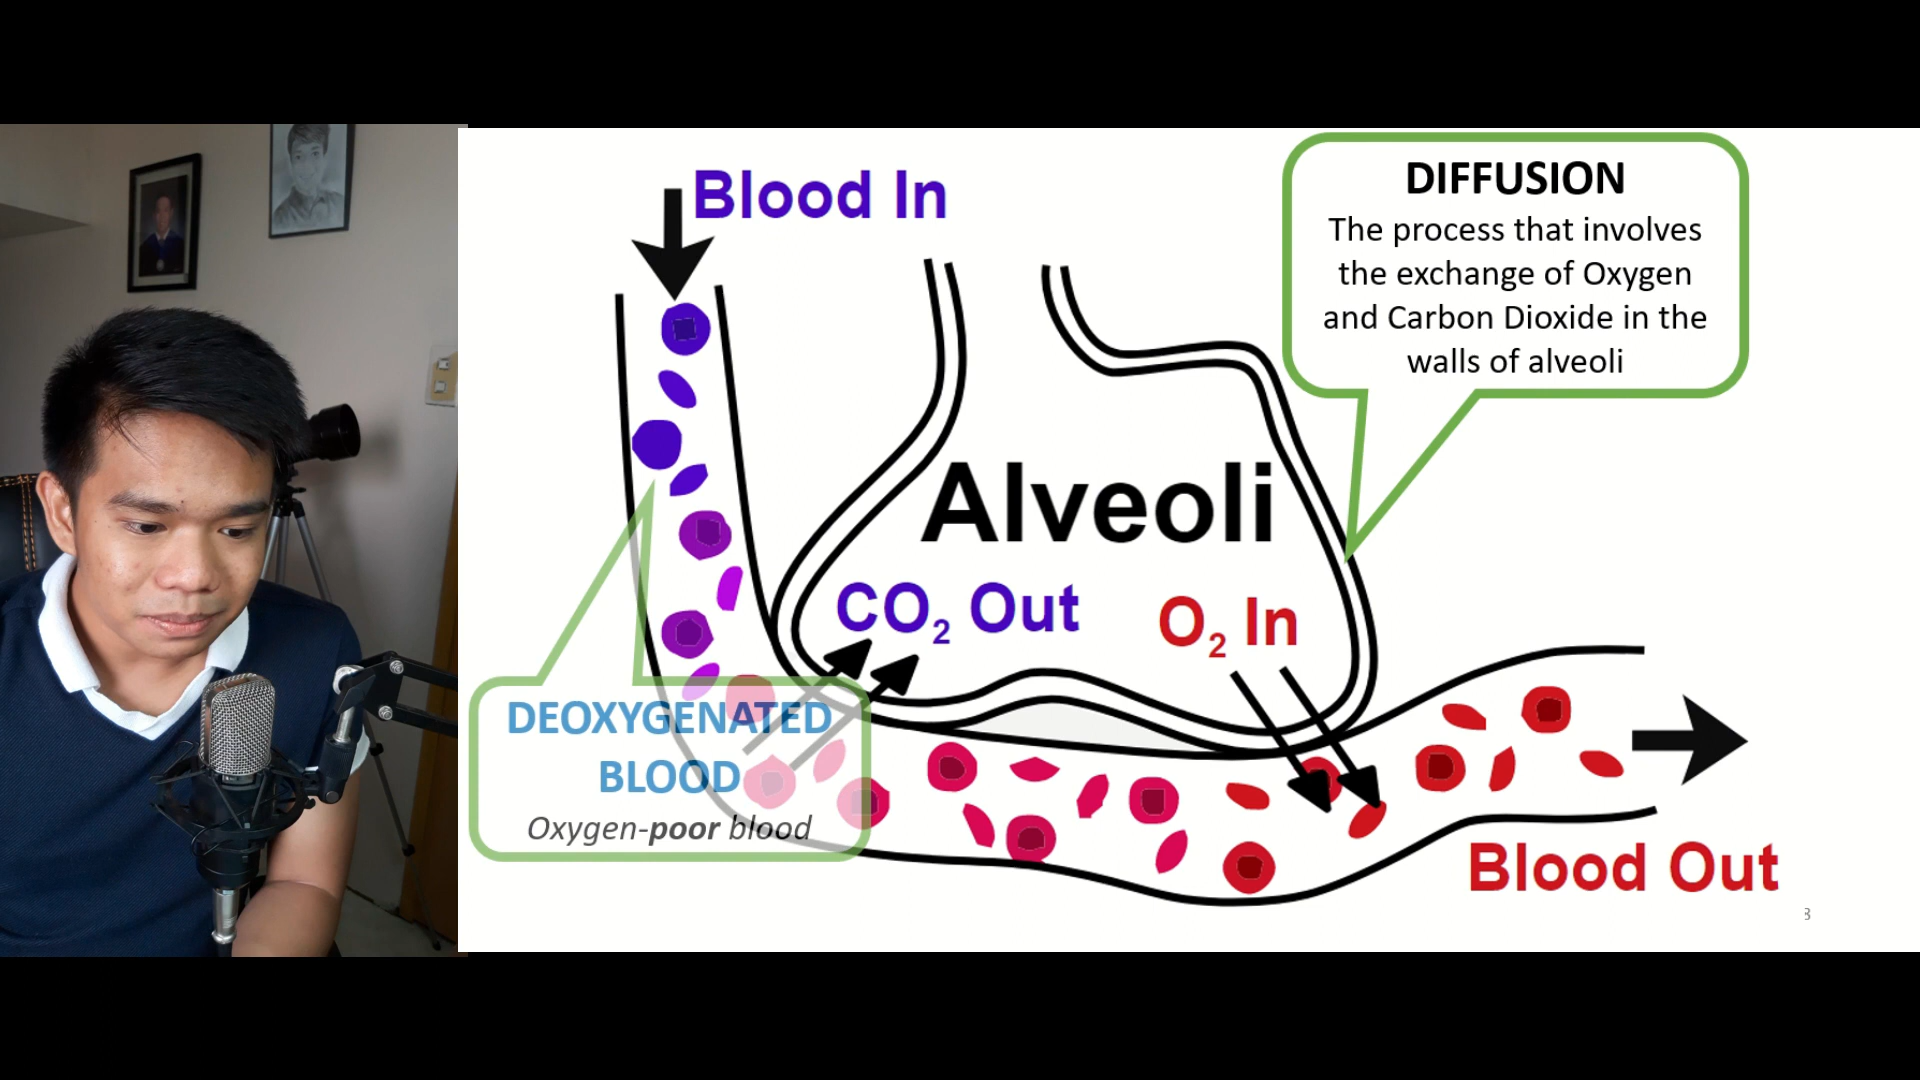 Blood In
DIFFUSION
The process that involves
the exchange of Oxygen
and Carbon Dioxide in the
walls of alveoli
Alveoli
CO₂ Out
O₂ In
DEOXYGENATED
BLOOD
Oxygen-poor blood
Blood Out